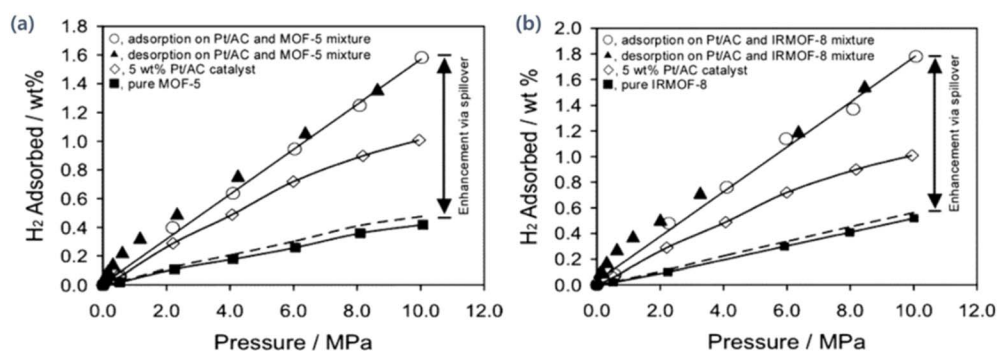 (a)
1.8
1.6
1.4
1.2
1.0
0.8
0.6
0.4
0.2
0.0
H2 Adsorbed / wt%
○, adsorption on Pt/AC and MOF-5 mixture
▲, desorption on Pt/AC and MOF-5 mixture
◇, 5 wt% Pt/AC catalyst
■, pure MOF-5
Enhancement via spillover
0.0 2.0 4.0 6.0 8.0 10.0 12.0
Pressure / MPa
(b)
2.0
1.8
1.6
1.4
1.2
1.0
0.8
0.6
0.4
0.2
0.0
H2 Adsorbed / wt %
○, adsorption on Pt/AC and IRMOF-8 mixture
▲, desorption on Pt/AC and IRMOF-8 mixture
◇, 5 wt% Pt/AC catalyst
■, pure IRMOF-8
Enhancement via spillover
0.0 2.0 4.0 6.0 8.0 10.0 12.0
Pressure / MPa